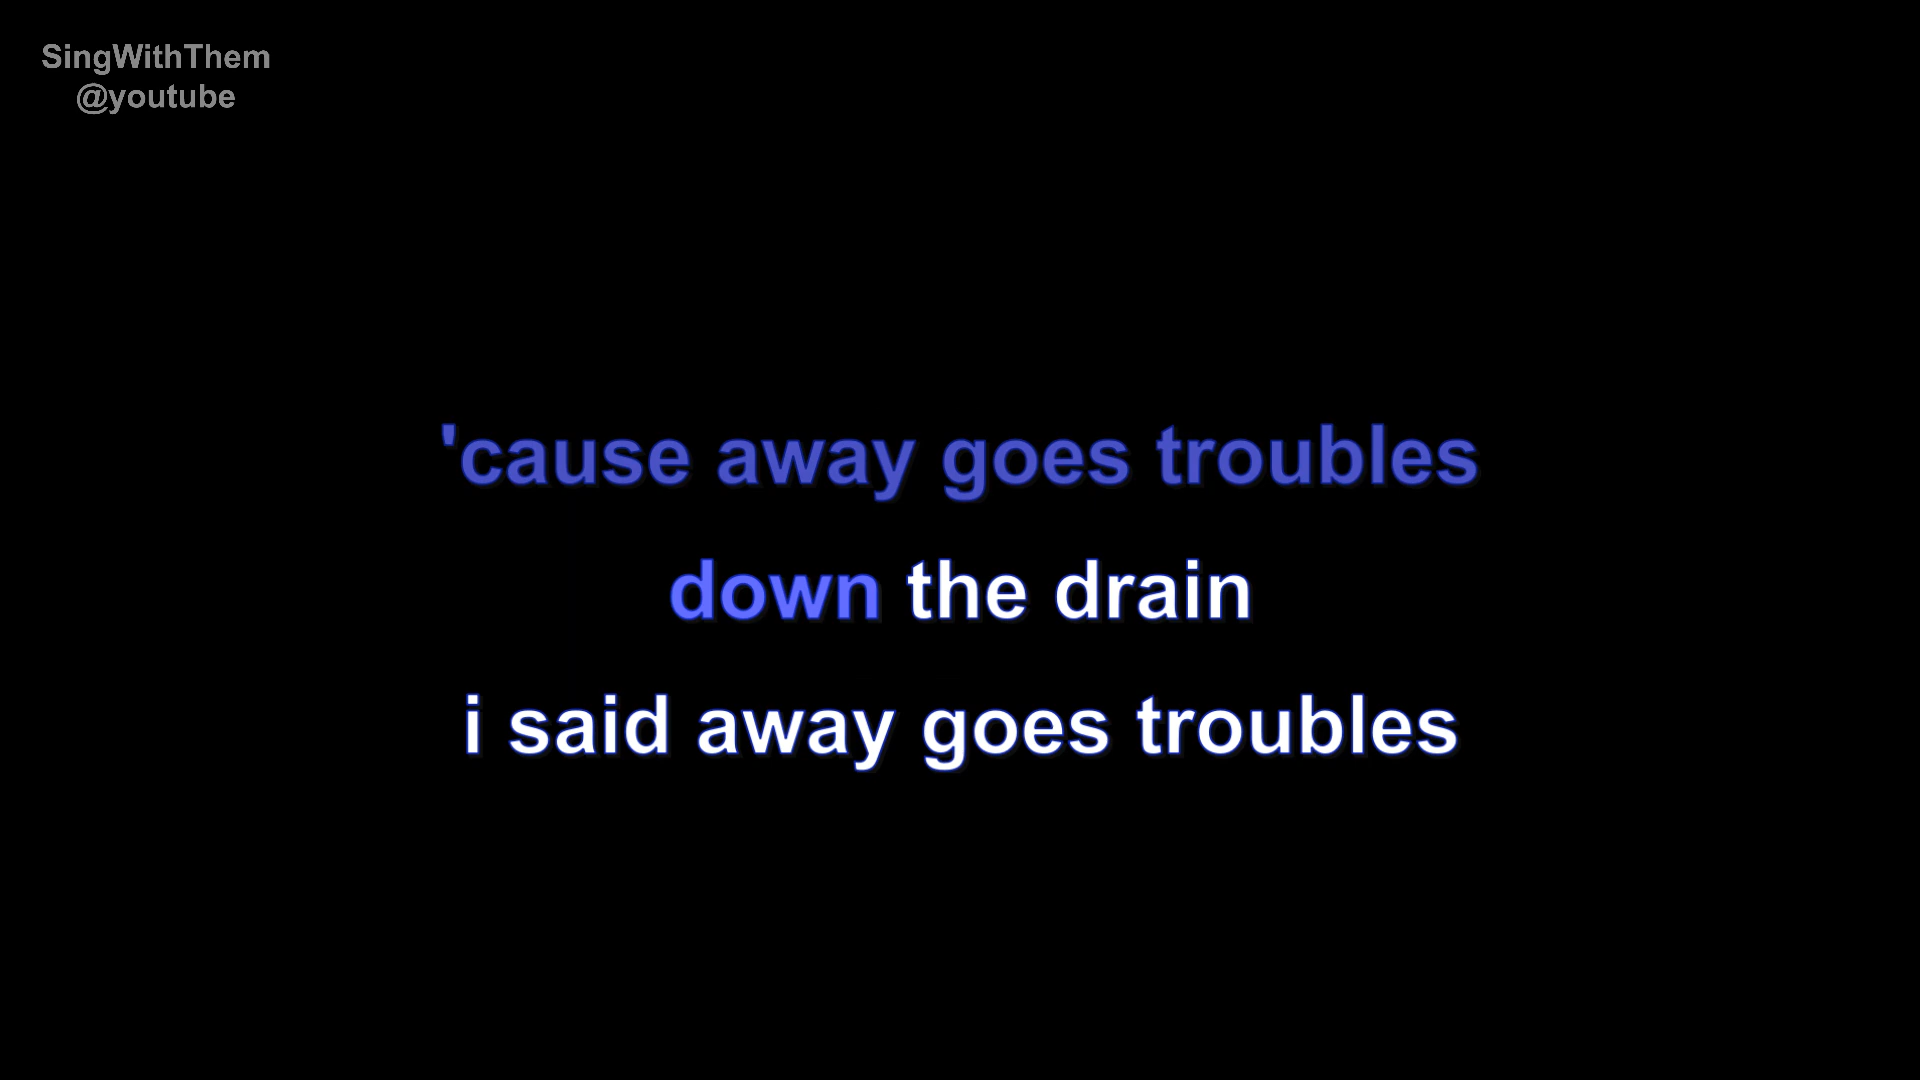 SingWithThem
@youtube
'cause away goes troubles
down the drain
i said away goes troubles